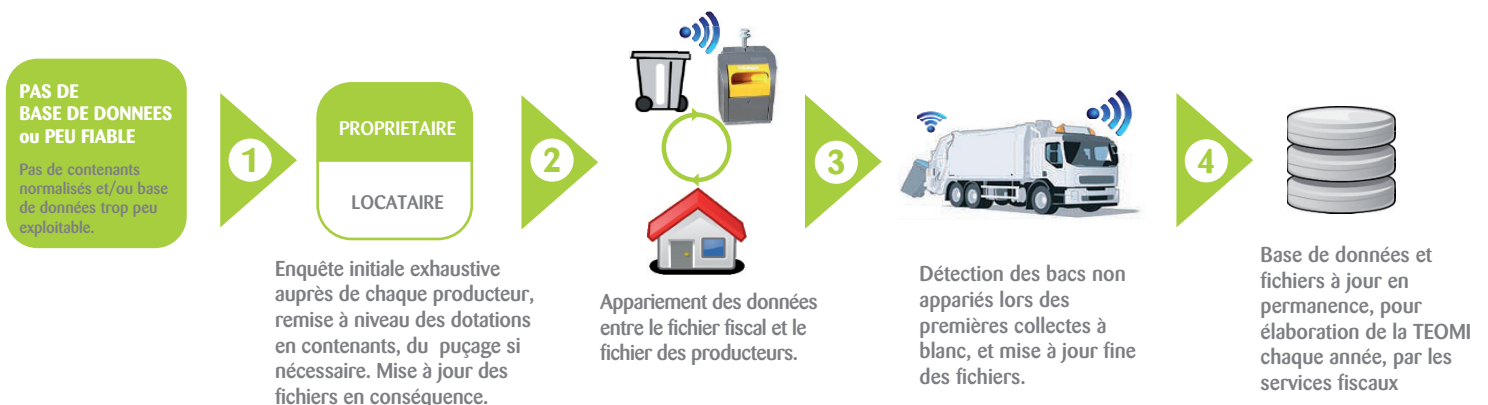 PAS DE
BASE DE DONNEES
ou PEU FIABLE
Pas de contenants
normalisés et/ou base
de données trop peu
exploitable.
1
PROPRIETAIRE
LOCATAIRE
Enquête initiale exhaustive
auprès de chaque producteur,
remise à niveau des dotations
en contenants, du puçage si
nécessaire. Mise à jour des
fichiers en conséquence.
2
Appariement des données
entre le fichier fiscal et le
fichier des producteurs.
3
Détection des bacs non
appariés lors des
premières collectes à
blanc, et mise à jour fine
des fichiers.
4
Base de données et
fichiers à jour en
permanence, pour
élaboration de la TEOMI
chaque année, par les
services fiscaux